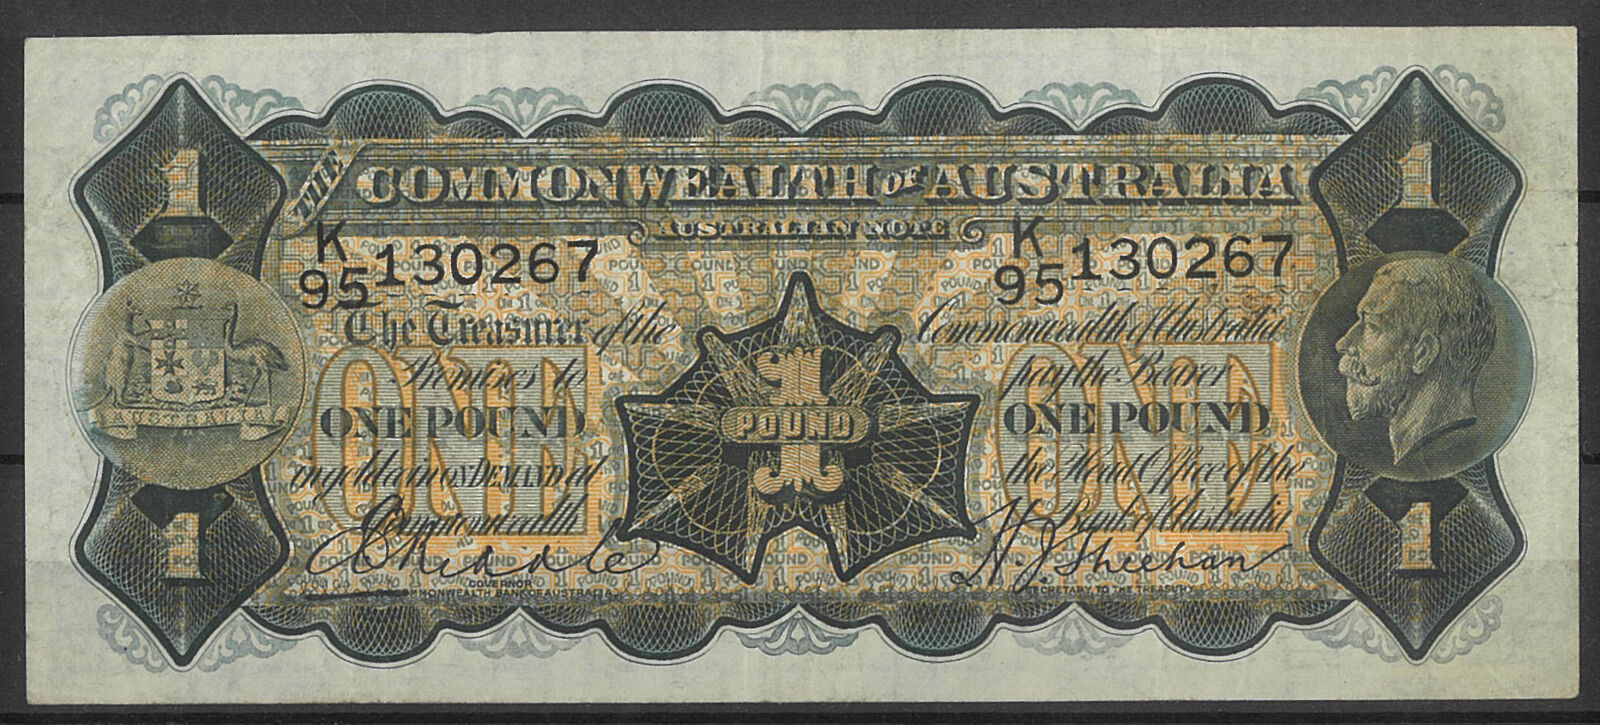 1
1
THE COMMONWEALTH OF AUSTRALIA
AUSTRALIAN NOTE
K
95 130267
K
95 130267
The Treasurer of the
Commonwealth of Australia
Promises to
pay the Bearer
ONE
ONE
ONE POUND
ONE POUND
in gold coin ON DEMAND at
the Head Office of the
Commonwealth
Bank of Australia
1
POUND
AUSTRALIA
1
1
C Riddle
H. J. Sheehan
GOVERNOR
COMMONWEALTH BANK OF AUSTRALIA
SECRETARY TO THE TREASURY